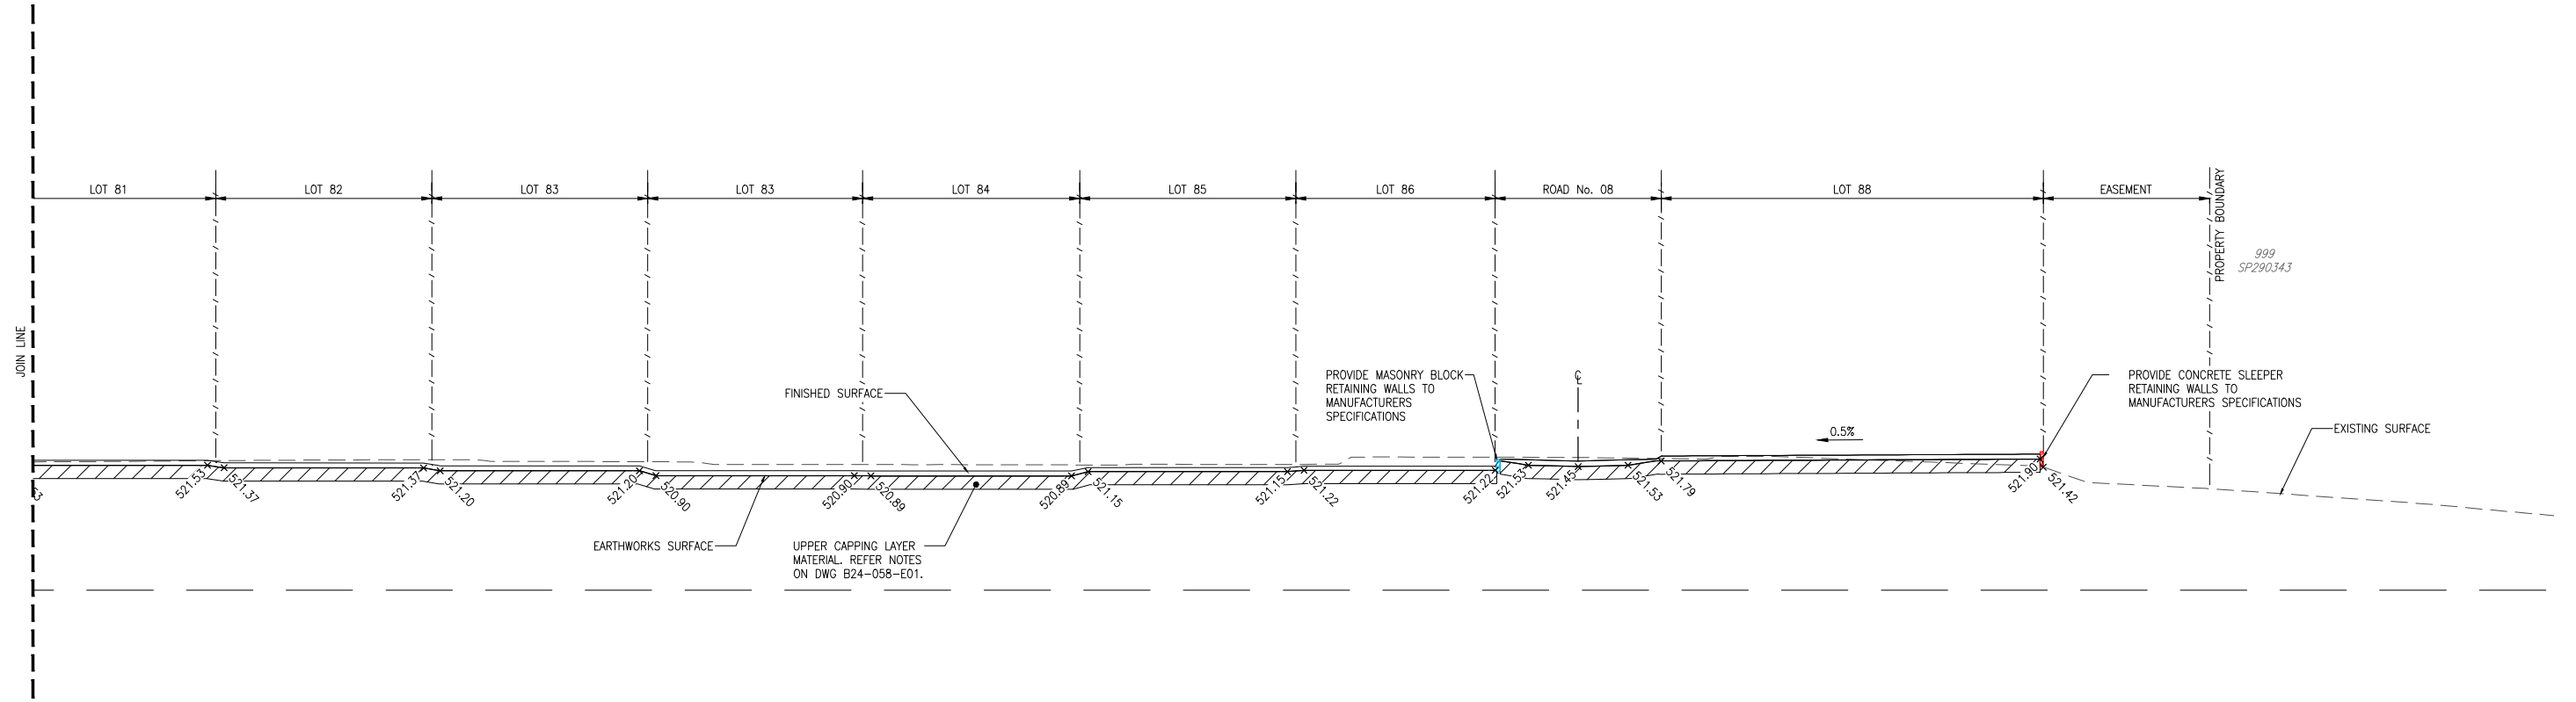 LOT 81
LOT 82
LOT 83
LOT 83
LOT 84
LOT 85
LOT 86
ROAD No. 08
LOT 88
EASEMENT
PROPERTY BOUNDARY
999
SP290343
JOIN LINE
FINISHED SURFACE
PROVIDE MASONRY BLOCK
RETAINING WALLS TO
MANUFACTURERS
SPECIFICATIONS
℄
PROVIDE CONCRETE SLEEPER
RETAINING WALLS TO
MANUFACTURERS SPECIFICATIONS
0.5%
EXISTING SURFACE
521.53
521.37
521.37
521.20
521.20
520.90
520.90
520.89
520.89
521.15
521.15
521.22
521.22
521.53
521.45
521.53
521.79
521.90
521.42
EARTHWORKS SURFACE
UPPER CAPPING LAYER
MATERIAL. REFER NOTES
ON DWG B24-058-E01.